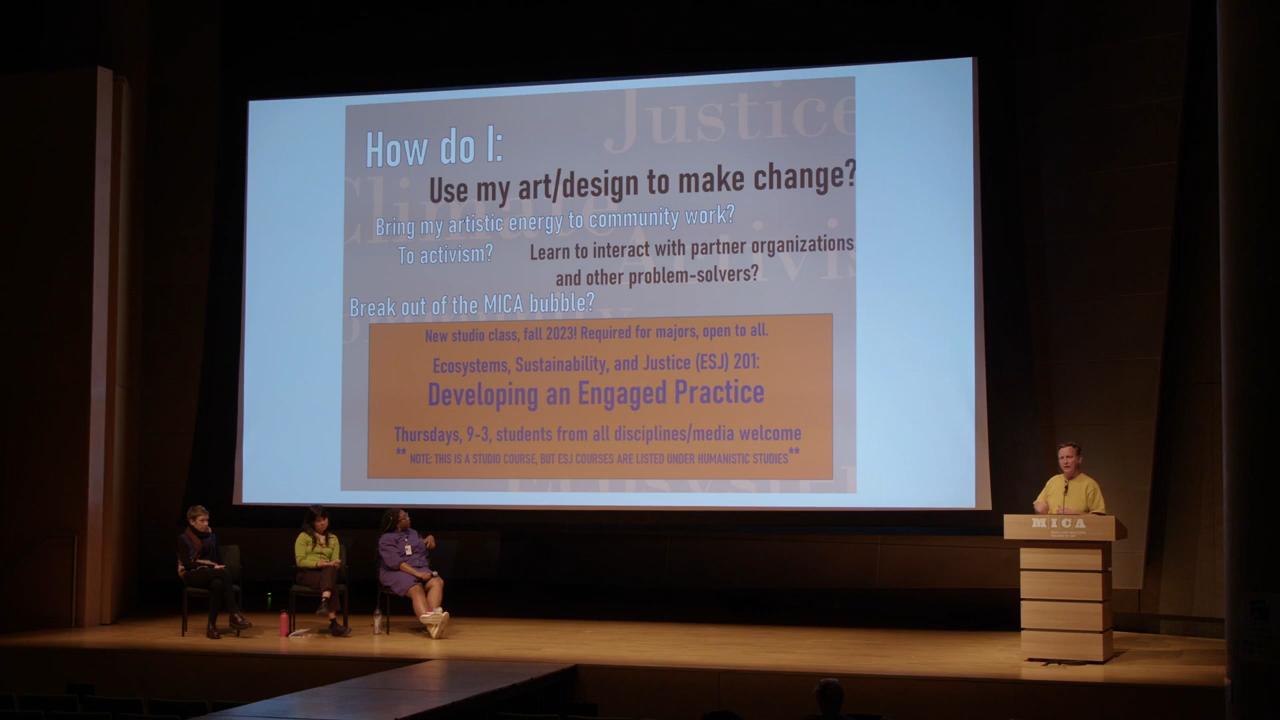 Justice
How do I:
Use my art/design to make change?
Climate
Bring my artistic energy to community work?
To activism?
Learn to interact with partner organizations
Activis
and other problem-solvers?
Break out of the MICA bubble?
New studio class, fall 2023! Required for majors, open to all.
Ecosystems, Sustainability, and Justice (ESJ) 201:
Developing an Engaged Practice
Thursdays, 9-3, students from all disciplines/media welcome
** NOTE: THIS IS A STUDIO COURSE, BUT ESJ COURSES ARE LISTED UNDER HUMANISTIC STUDIES**
Ecosystem
MICA